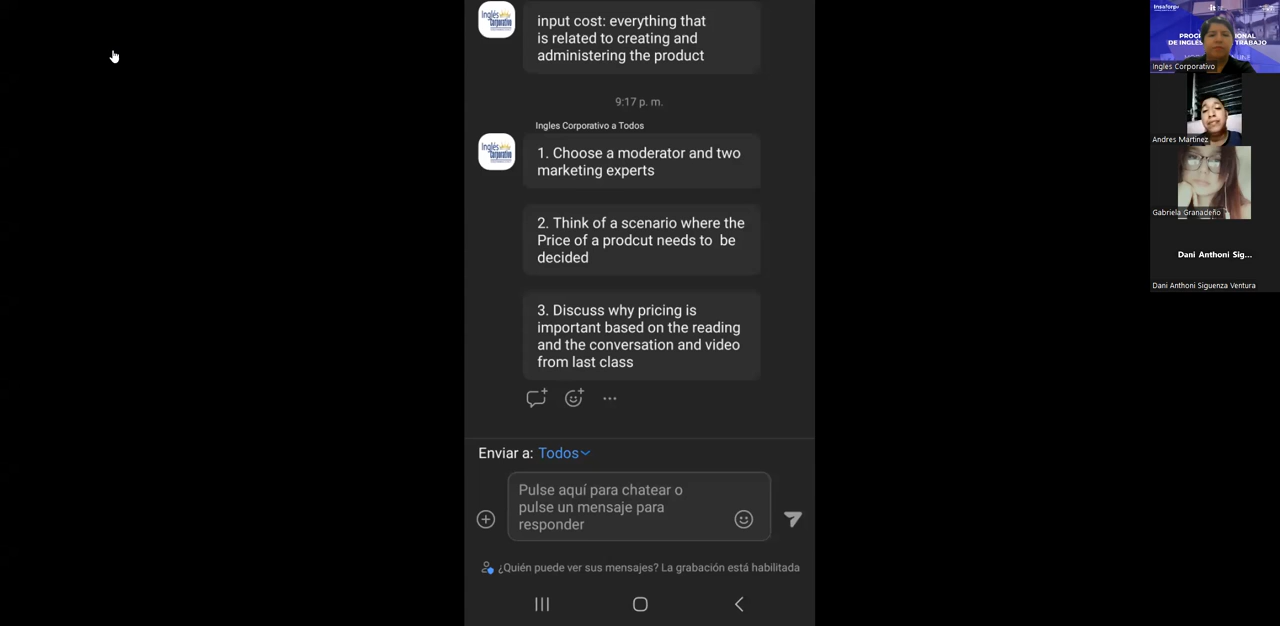 input cost: everything that
is related to creating and
administering the product
9:17 p. m.
Ingles Corporativo a Todos
1. Choose a moderator and two
marketing experts
2. Think of a scenario where the
Price of a prodcut needs to be
decided
3. Discuss why pricing is
important based on the reading
and the conversation and video
from last class
Enviar a: Todos
Pulse aquí para chatear o
pulse un mensaje para
responder
¿Quién puede ver sus mensajes? La grabación está habilitada
Ingles Corporativo
Andres Martinez
Gabriela Granadeño
Dani Anthoni Sig...
Dani Anthoni Siguenza Ventura